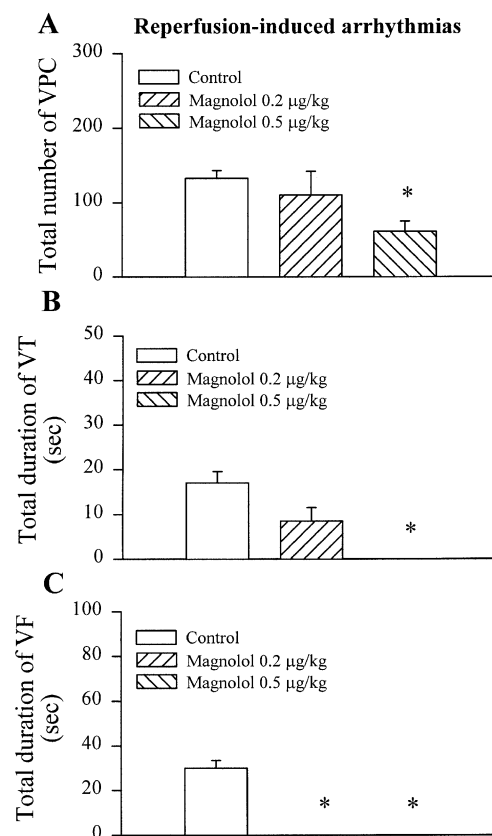 A
Reperfusion-induced arrhythmias
Total number of VPC
300
200
100
0
Control
Magnolol 0.2 μg/kg
Magnolol 0.5 μg/kg
*
B
Total duration of VT
(sec)
50
40
30
20
10
0
Control
Magnolol 0.2 μg/kg
Magnolol 0.5 μg/kg
*
C
Total duration of VF
(sec)
100
80
60
40
20
0
Control
Magnolol 0.2 μg/kg
Magnolol 0.5 μg/kg
* *